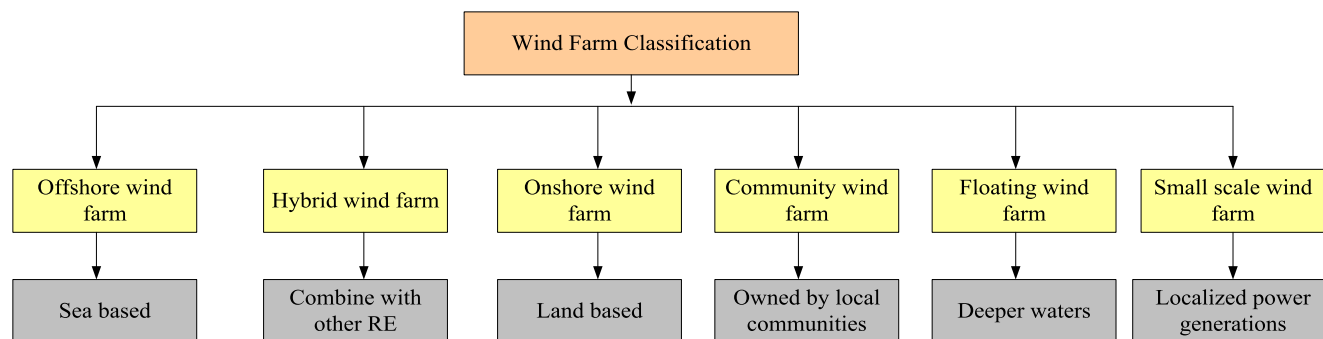 Wind Farm Classification
Offshore wind
farm
Hybrid wind farm
Onshore wind
farm
Community wind
farm
Floating wind
farm
Small scale wind
farm
Sea based
Combine with
other RE
Land based
Owned by local
communities
Deeper waters
Localized power
generations